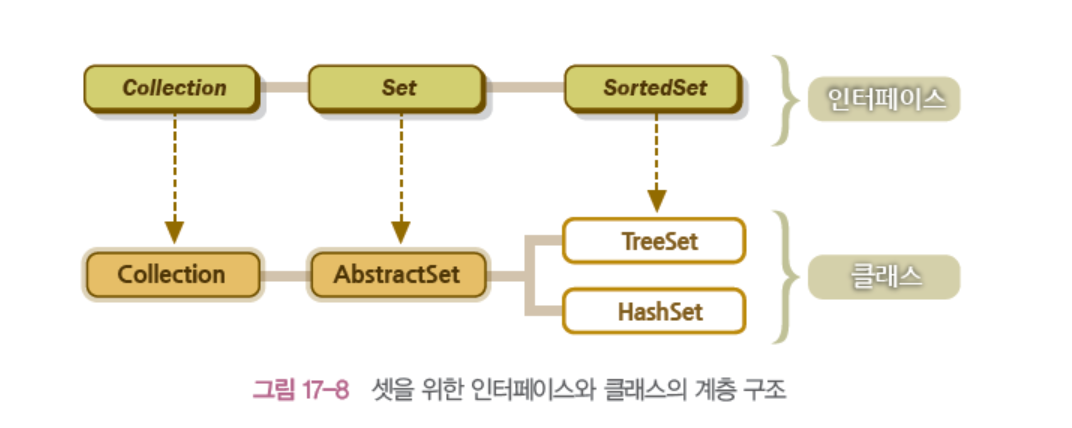 Collection
Set
SortedSet
인터페이스
Collection
AbstractSet
TreeSet
HashSet
클래스
그림 17-8 셋을 위한 인터페이스와 클래스의 계층 구조